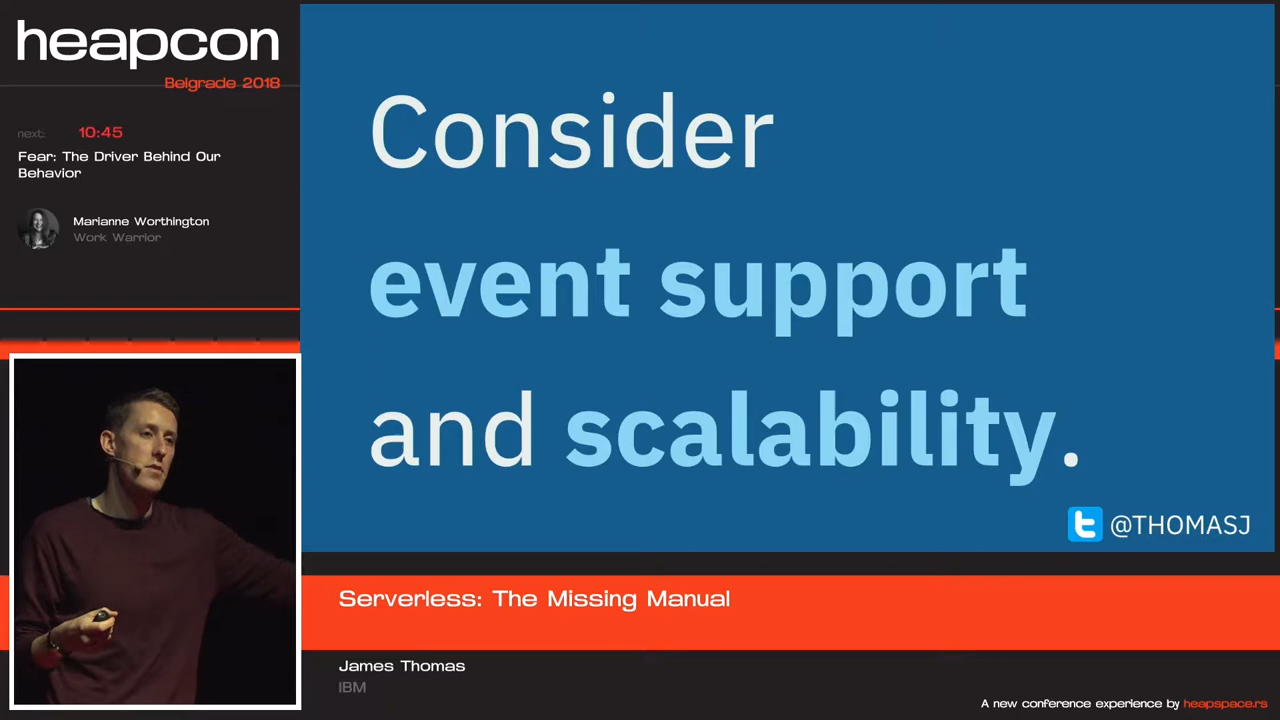 heapcon
Belgrade 2018
next: 10:45
Fear: The Driver Behind Our
Behavior
Marianne Worthington
Work Warrior
Consider
event support
and scalability.
@THOMASJ
Serverless: The Missing Manual
James Thomas
IBM
A new conference experience by heapspace.rs